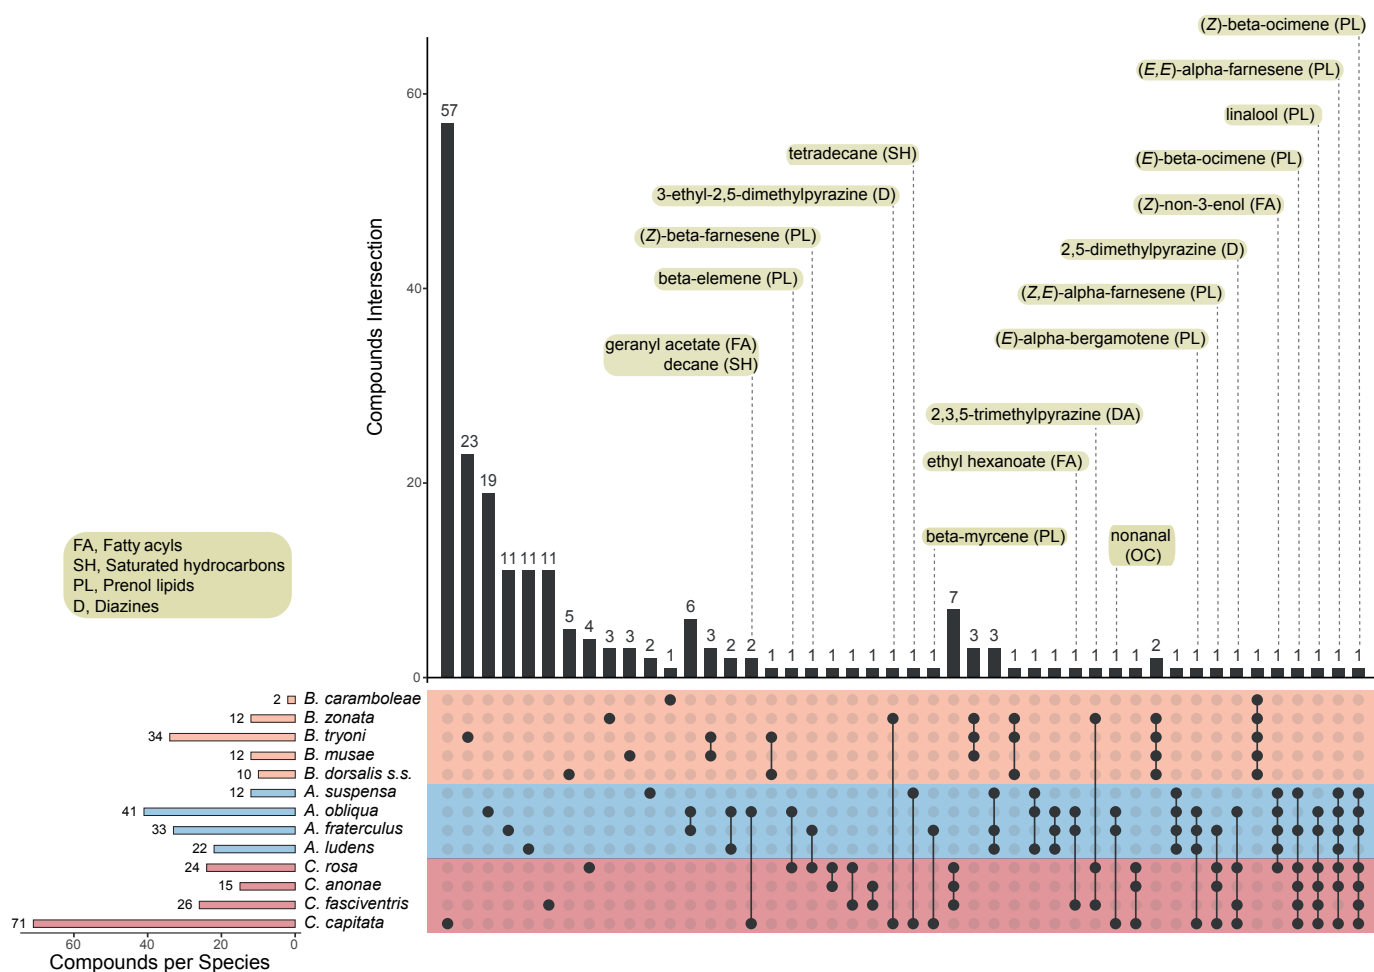 (Z)-beta-ocimene (PL)
(E,E)-alpha-farnesene (PL)
linalool (PL)
(E)-beta-ocimene (PL)
(Z)-non-3-enol (FA)
2,5-dimethylpyrazine (D)
(Z,E)-alpha-farnesene (PL)
(E)-alpha-bergamotene (PL)
tetradecane (SH)
3-ethyl-2,5-dimethylpyrazine (D)
(Z)-beta-farnesene (PL)
beta-elemene (PL)
geranyl acetate (FA)
decane (SH)
2,3,5-trimethylpyrazine (DA)
ethyl hexanoate (FA)
beta-myrcene (PL)
nonanal
(OC)
Compounds Intersection
60
40
20
0
57 23 19 11 11 11 5 4 3 3 2 1 6 3 2 2 1 1 1 1 1 1 1 1 1 7 3 3 1 1 1 1 1 1 1 2 1 1 1 1 1 1 1 1 1 1
FA, Fatty acyls
SH, Saturated hydrocarbons
PL, Prenol lipids
D, Diazines
2 B. caramboleae
12 B. zonata
34 B. tryoni
12 B. musae
10 B. dorsalis s.s.
12 A. suspensa
41 A. obliqua
33 A. fraterculus
22 A. ludens
24 C. rosa
15 C. anonae
26 C. fasciventris
71 C. capitata
60 40 20 0
Compounds per Species